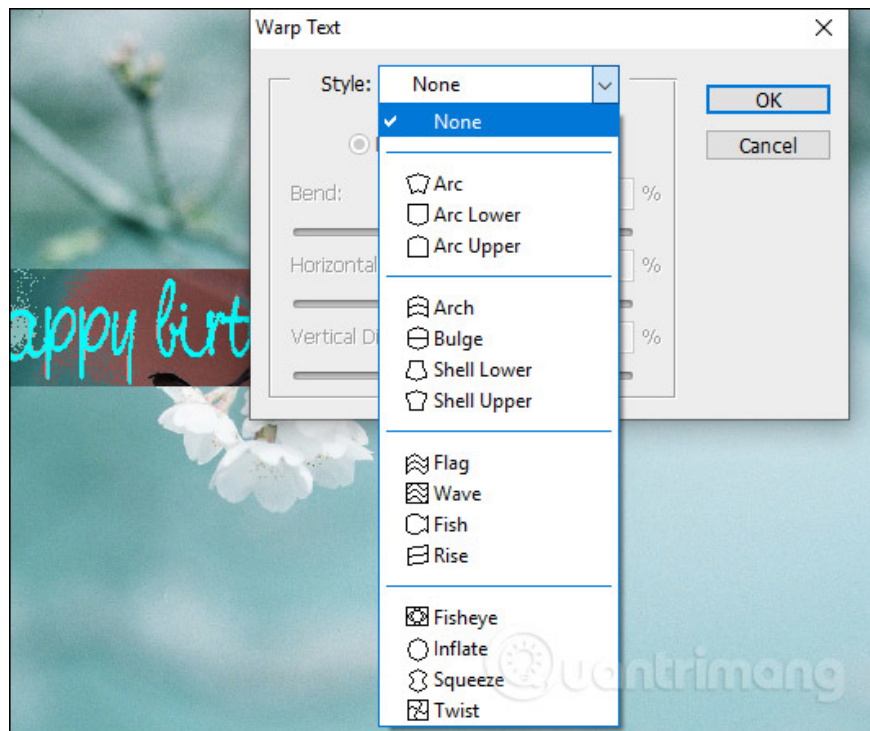 Warp Text
Style: None
OK
None
Cancel
Arc
Bend: %
Arc Lower
Arc Upper
Horizontal %
Arch
appy birt
Vertical Di %
Bulge
Shell Lower
Shell Upper
Flag
Wave
Fish
Rise
Fisheye
Inflate
Quantrimang
Squeeze
Twist